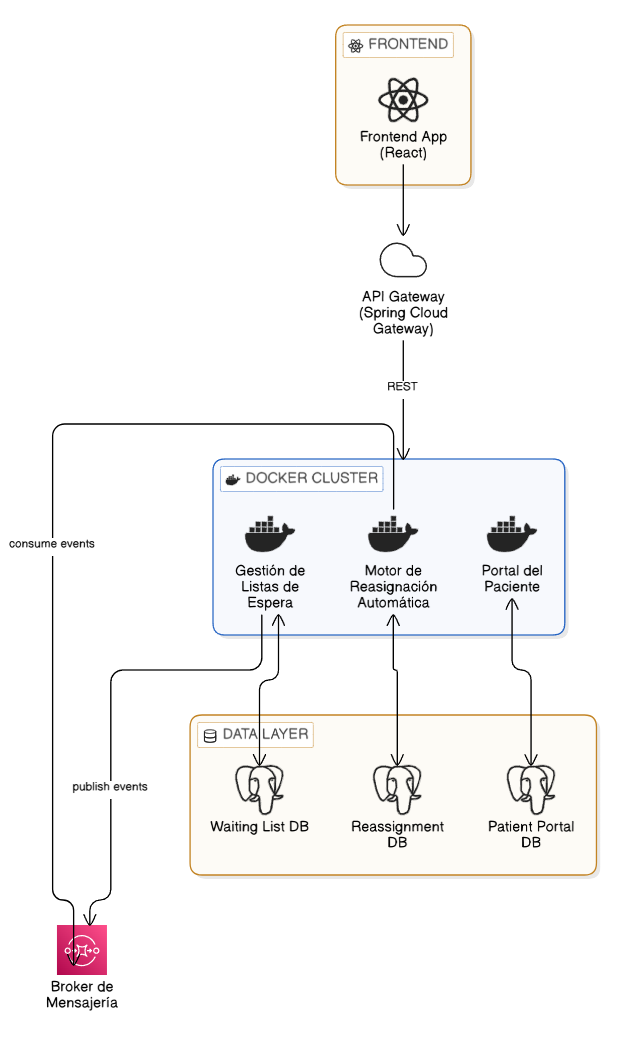 FRONTEND
Frontend App
(React)
API Gateway
(Spring Cloud
Gateway)
REST
DOCKER CLUSTER
consume events
Gestión de
Listas de
Espera
Motor de
Reasignación
Automática
Portal del
Paciente
DATA LAYER
publish events
Waiting List DB
Reassignment
DB
Patient Portal
DB
Broker de
Mensajería